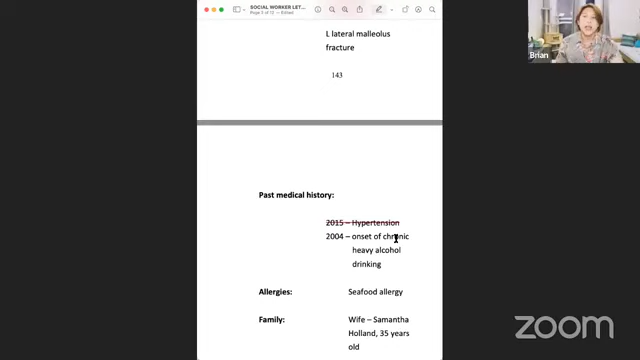 SOCIAL WORKER LET...
Page 5 of 12 – Edited
L lateral malleolus
fracture
143
Past medical history:
2015 – Hypertension
2004 – onset of chronic
heavy alcohol
drinking
Allergies: Seafood allergy
Family: Wife – Samantha
Holland, 35 years
old
Brian
zoom